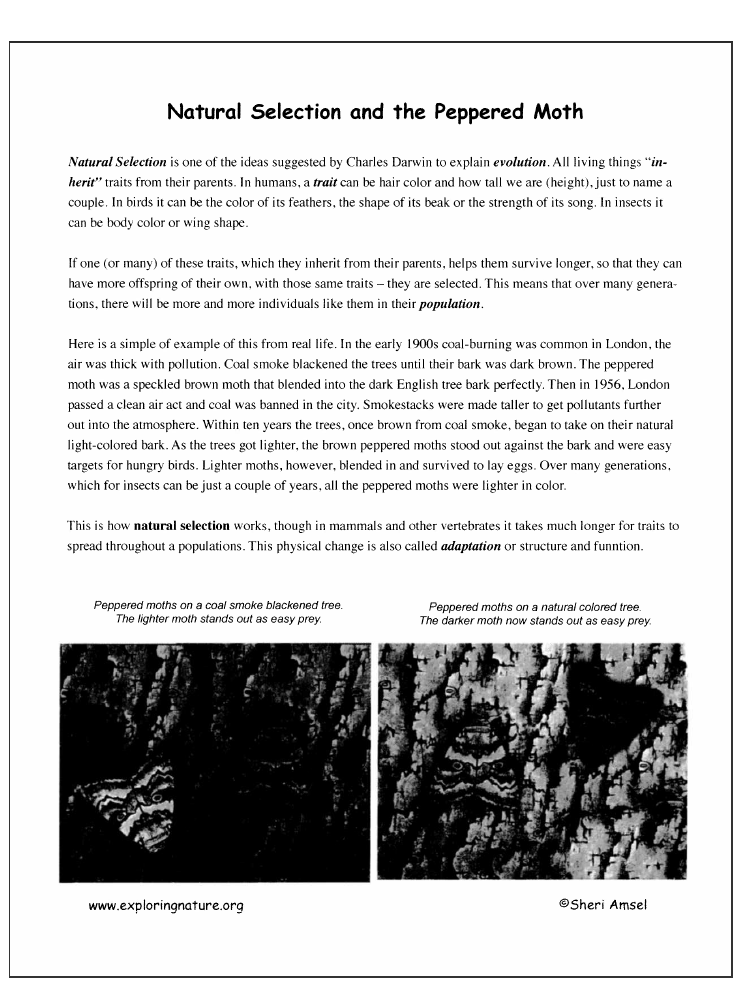 Natural Selection and the Peppered Moth
Natural Selection is one of the ideas suggested by Charles Darwin to explain evolution. All living things “in-
herit” traits from their parents. In humans, a trait can be hair color and how tall we are (height), just to name a
couple. In birds it can be the color of its feathers, the shape of its beak or the strength of its song. In insects it
can be body color or wing shape.
If one (or many) of these traits, which they inherit from their parents, helps them survive longer, so that they can
have more offspring of their own, with those same traits – they are selected. This means that over many genera-
tions, there will be more and more individuals like them in their population.
Here is a simple of example of this from real life. In the early 1900s coal-burning was common in London, the
air was thick with pollution. Coal smoke blackened the trees until their bark was dark brown. The peppered
moth was a speckled brown moth that blended into the dark English tree bark perfectly. Then in 1956, London
passed a clean air act and coal was banned in the city. Smokestacks were made taller to get pollutants further
out into the atmosphere. Within ten years the trees, once brown from coal smoke, began to take on their natural
light-colored bark. As the trees got lighter, the brown peppered moths stood out against the bark and were easy
targets for hungry birds. Lighter moths, however, blended in and survived to lay eggs. Over many generations,
which for insects can be just a couple of years, all the peppered moths were lighter in color.
This is how natural selection works, though in mammals and other vertebrates it takes much longer for traits to
spread throughout a populations. This physical change is also called adaptation or structure and funntion.
Peppered moths on a coal smoke blackened tree.
The lighter moth stands out as easy prey.
Peppered moths on a natural colored tree.
The darker moth now stands out as easy prey.
www.exploringnature.org
©Sheri Amsel